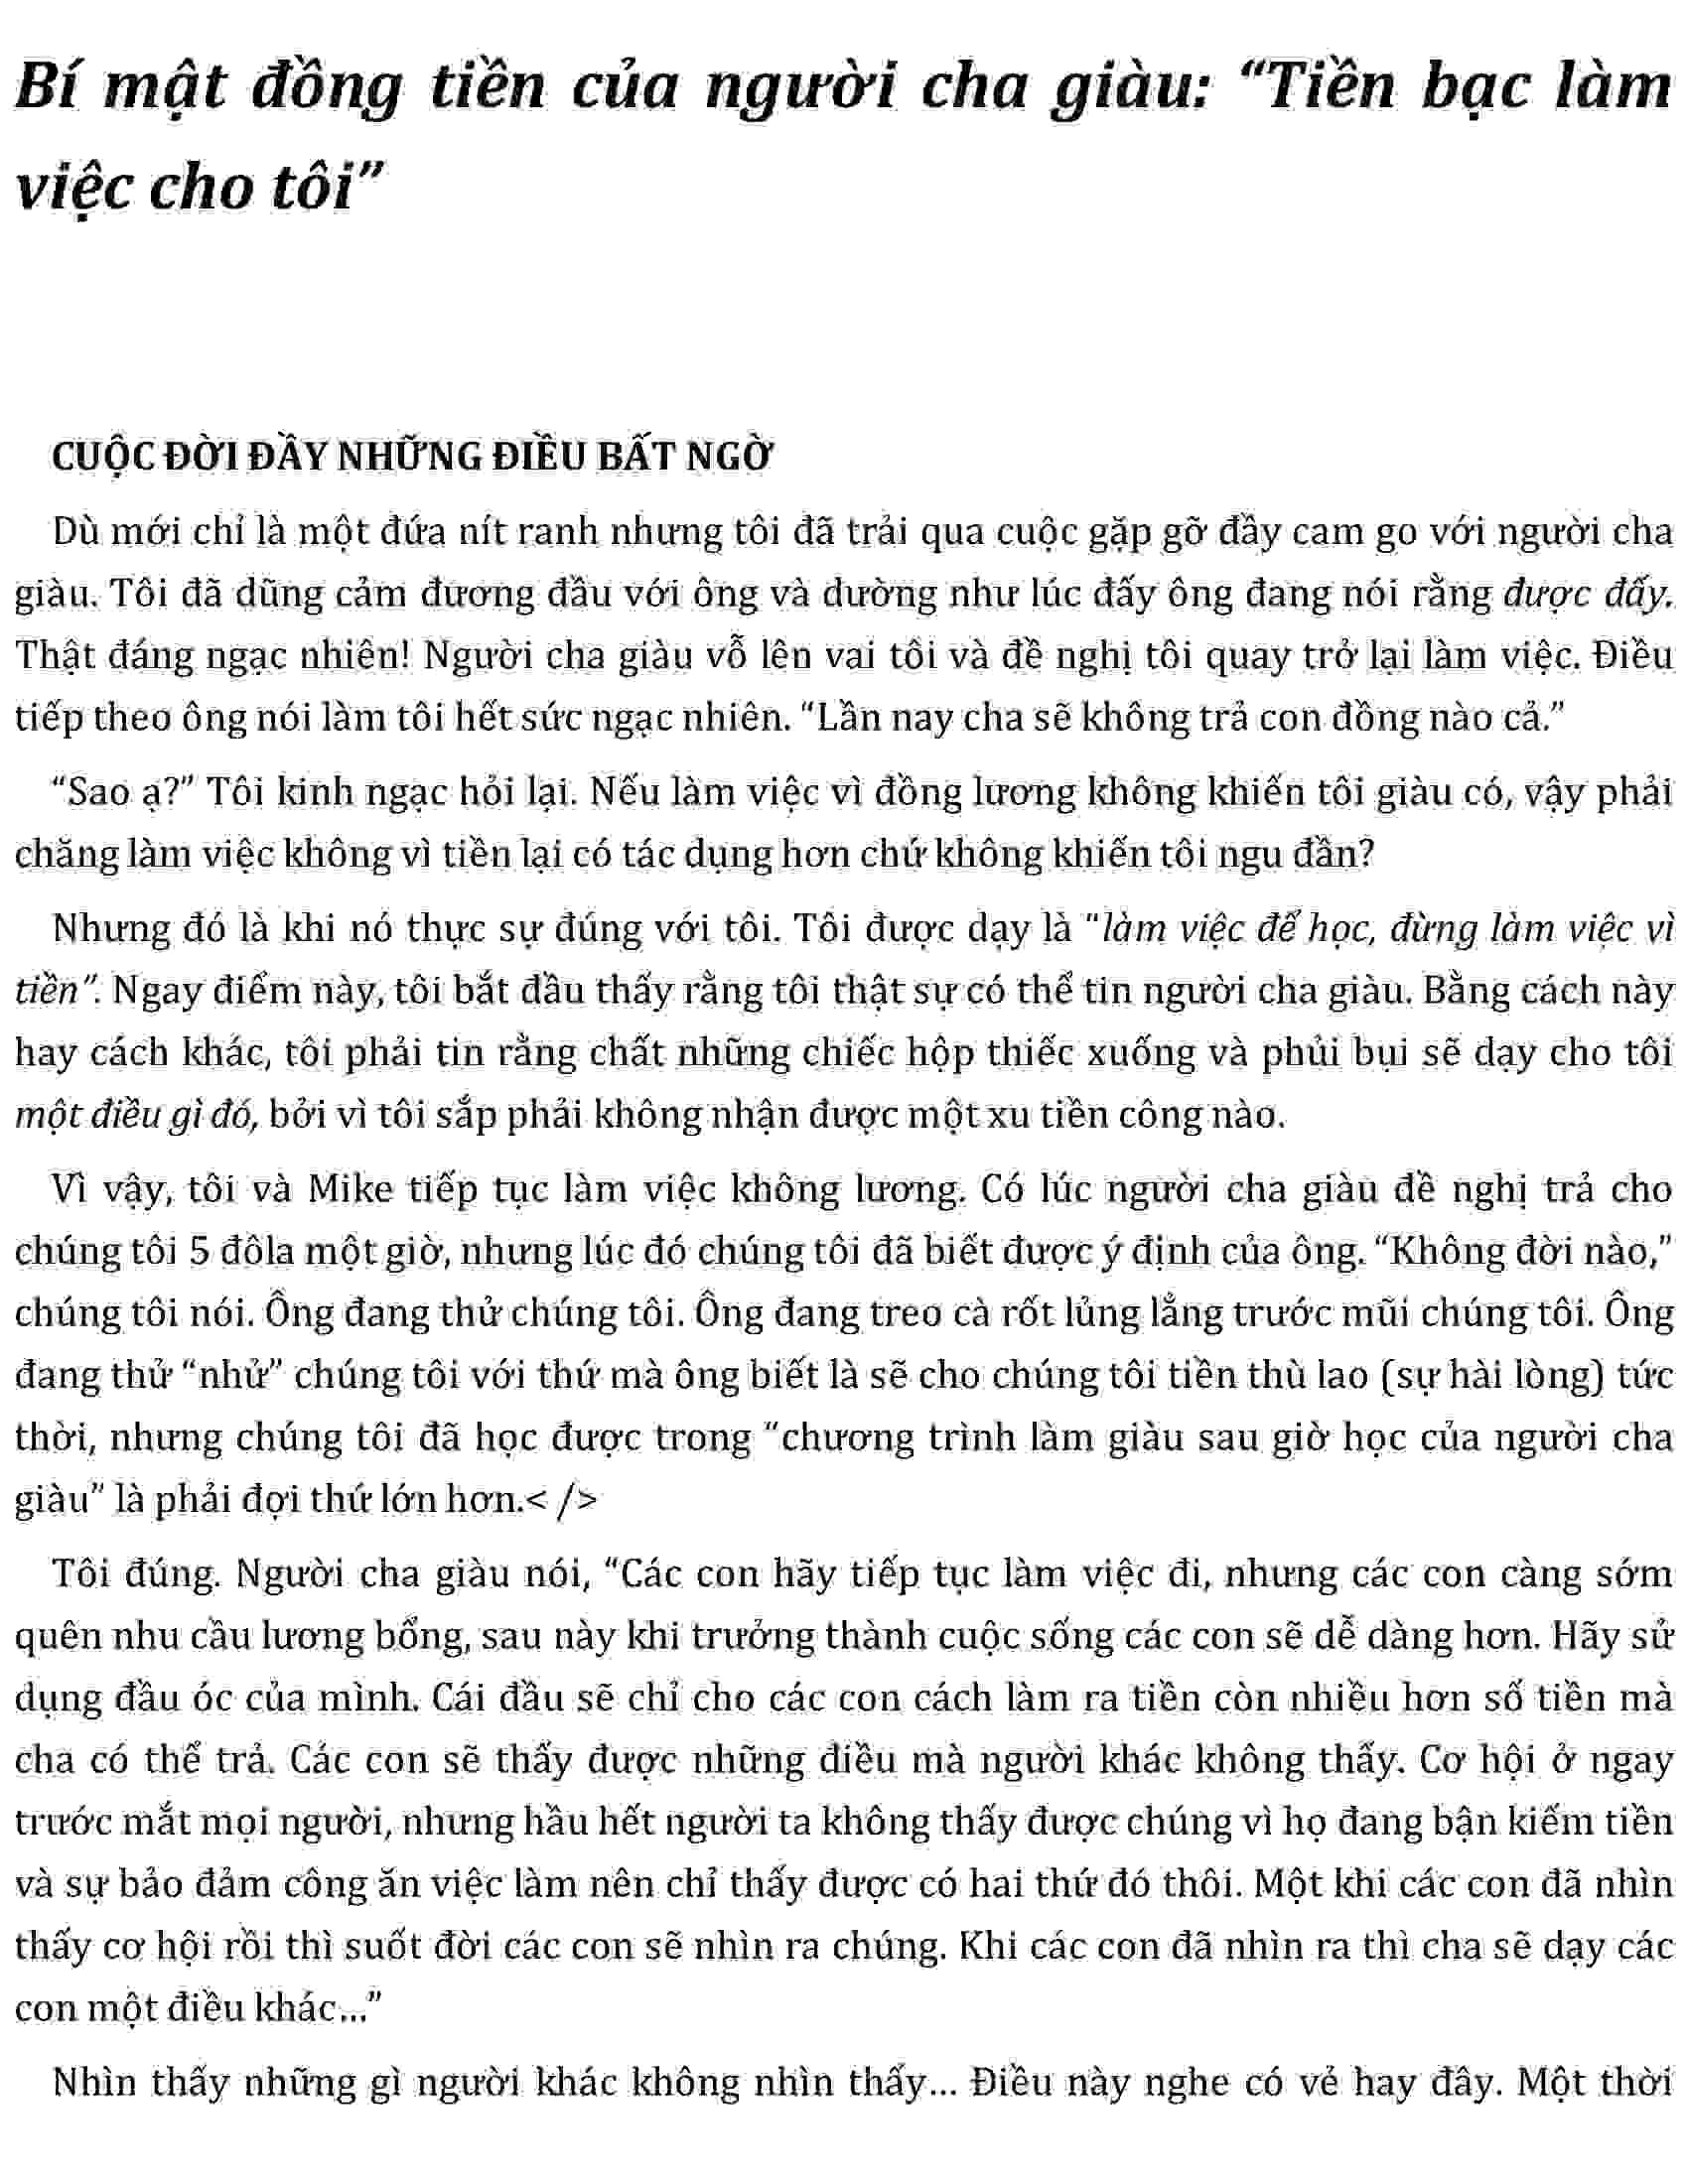 Bí mật đồng tiền của người cha giàu: “Tiền bạc làm
việc cho tôi”
CUỘC ĐỜI ĐẦY NHỮNG ĐIỀU BẤT NGỜ
Dù mới chỉ là một đứa nít ranh nhưng tôi đã trải qua cuộc gặp gỡ đầy cam go với người cha
giàu. Tôi đã dũng cảm đương đầu với ông và dường như lúc đấy ông đang nói rằng được đấy.
Thật đáng ngạc nhiên! Người cha giàu vỗ lên vai tôi và đề nghị tôi quay trở lại làm việc. Điều
tiếp theo ông nói làm tôi hết sức ngạc nhiên. “Lần nay cha sẽ không trả con đồng nào cả.”
“Sao ạ?” Tôi kinh ngạc hỏi lại. Nếu làm việc vì đồng lương không khiến tôi giàu có, vậy phải
chăng làm việc không vì tiền lại có tác dụng hơn chứ không khiến tôi ngu đần?
Nhưng đó là khi nó thực sự đúng với tôi. Tôi được dạy là “làm việc để học, đừng làm việc vì
tiền”. Ngay điểm này, tôi bắt đầu thấy rằng tôi thật sự có thể tin người cha giàu. Bằng cách này
hay cách khác, tôi phải tin rằng chất những chiếc hộp thiếc xuống và phủi bụi sẽ dạy cho tôi
một điều gì đó, bởi vì tôi sắp phải không nhận được một xu tiền công nào.
Vì vậy, tôi và Mike tiếp tục làm việc không lương. Có lúc người cha giàu đề nghị trả cho
chúng tôi 5 đôla một giờ, nhưng lúc đó chúng tôi đã biết được ý định của ông. “Không đời nào,”
chúng tôi nói. Ông đang thử chúng tôi. Ông đang treo cà rốt lủng lẳng trước mũi chúng tôi. Ông
đang thử “nhử” chúng tôi với thứ mà ông biết là sẽ cho chúng tôi tiền thù lao (sự hài lòng) tức
thời, nhưng chúng tôi đã học được trong “chương trình làm giàu sau giờ học của người cha
giàu” là phải đợi thứ lớn hơn.< />
Tôi đúng. Người cha giàu nói, “Các con hãy tiếp tục làm việc đi, nhưng các con càng sớm
quên nhu cầu lương bổng, sau này khi trưởng thành cuộc sống các con sẽ dễ dàng hơn. Hãy sử
dụng đầu óc của mình. Cái đầu sẽ chỉ cho các con cách làm ra tiền còn nhiều hơn số tiền mà
cha có thể trả. Các con sẽ thấy được những điều mà người khác không thấy. Cơ hội ở ngay
trước mắt mọi người, nhưng hầu hết người ta không thấy được chúng vì họ đang bận kiếm tiền
và sự bảo đảm công ăn việc làm nên chỉ thấy được có hai thứ đó thôi. Một khi các con đã nhìn
thấy cơ hội rồi thì suốt đời các con sẽ nhìn ra chúng. Khi các con đã nhìn ra thì cha sẽ dạy các
con một điều khác...”
Nhìn thấy những gì người khác không nhìn thấy... Điều này nghe có vẻ hay đây. Một thời